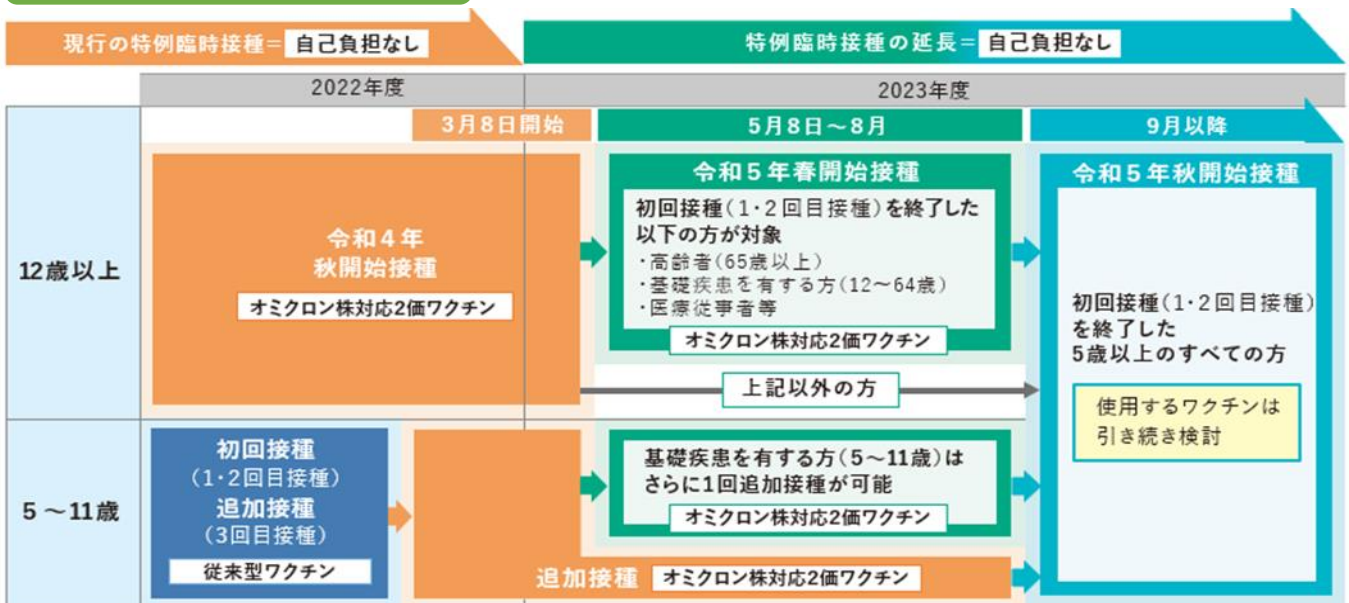 現行の特例臨時接種＝ 自己負担なし
特例臨時接種の延長＝ 自己負担なし
2022年度
2023年度
3月8日開始
5月8日～8月
9月以降
12歳以上
令和４年
秋開始接種
オミクロン株対応2価ワクチン
令和５年春開始接種
初回接種(1・2回目接種)を終了した
以下の方が対象
・高齢者(65歳以上)
・基礎疾患を有する方(12～64歳)
・医療従事者等
オミクロン株対応2価ワクチン
上記以外の方
令和５年秋開始接種
初回接種(1・2回目接種)
を終了した
5歳以上のすべての方
使用するワクチンは
引き続き検討
5～11歳
初回接種
(1・2回目接種)
追加接種
(3回目接種)
従来型ワクチン
基礎疾患を有する方(5～11歳)は
さらに1回追加接種が可能
オミクロン株対応2価ワクチン
追加接種 オミクロン株対応2価ワクチン